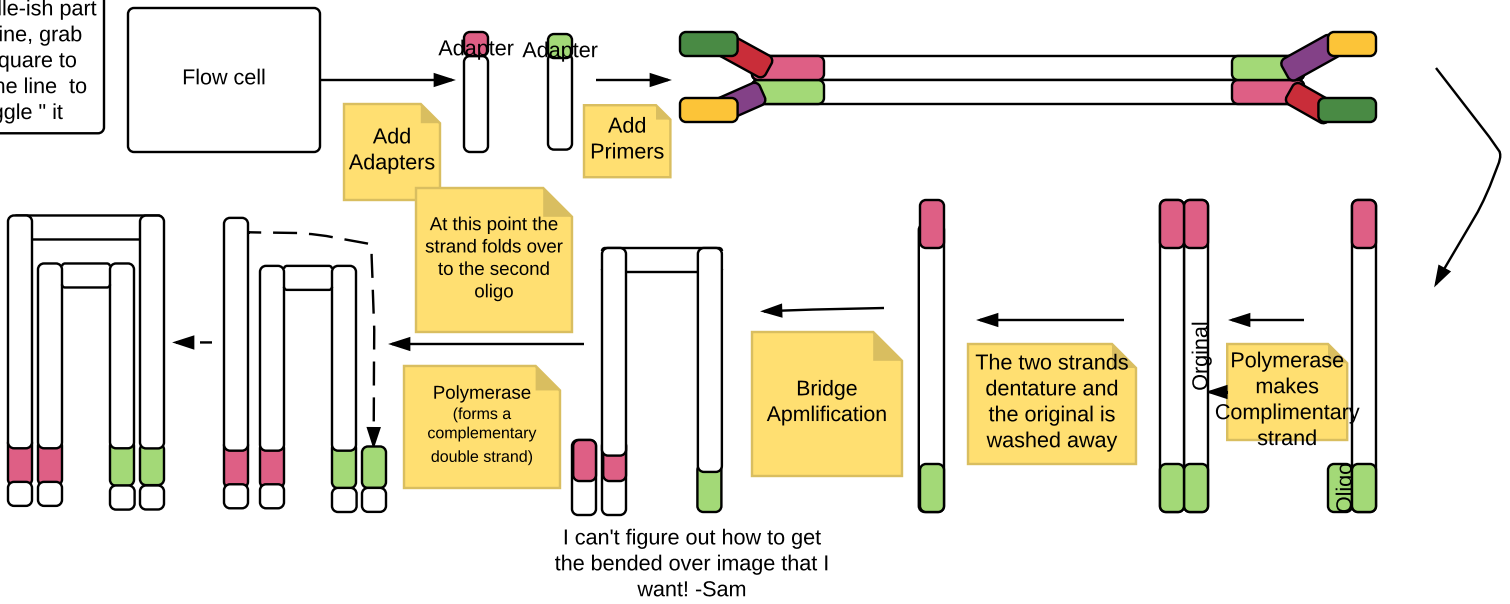 lle-ish part
ine, grab
quare to
ne line to
ggle " it
Flow cell
Adapter
Adapter
Add
Adapters
Add
Primers
At this point the
strand folds over
to the second
oligo
Polymerase
(forms a
complementary
double strand)
Bridge
Apmlification
The two strands
dentature and
the original is
washed away
Orginal
Polymerase
makes
Complimentary
strand
Oligo
I can't figure out how to get
the bended over image that I
want! -Sam